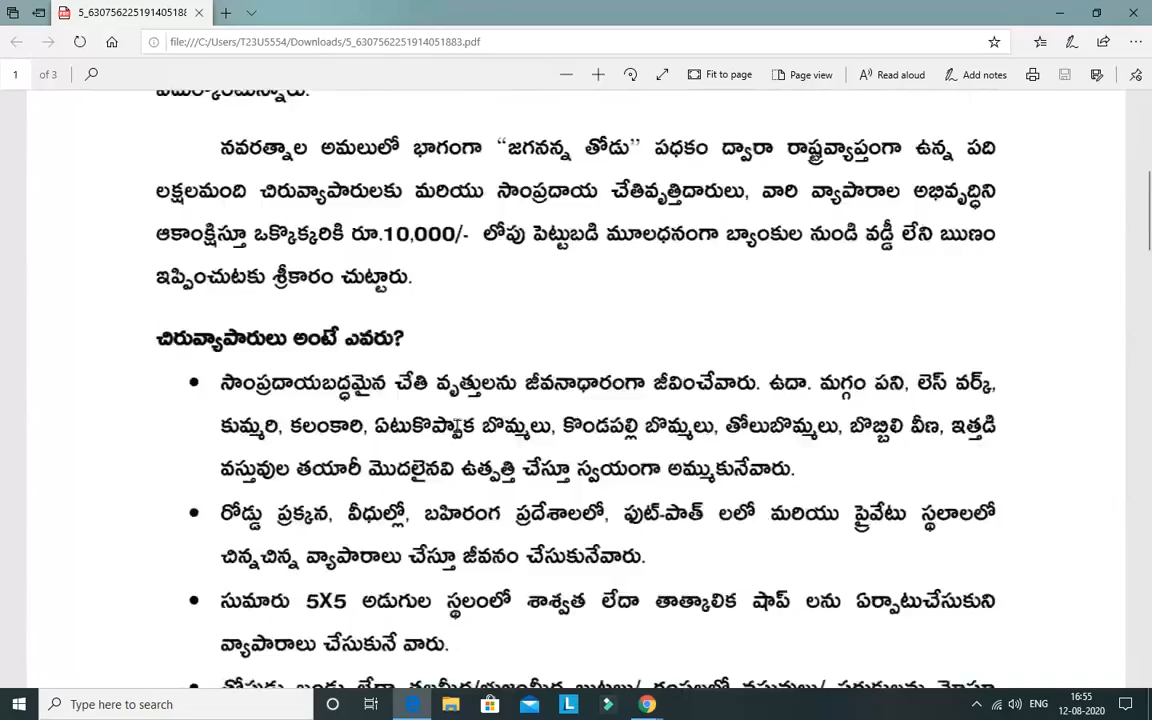 5_6307562251914051883
file:///C:/Users/T23U5554/Downloads/5_6307562251914051883.pdf
1 of 3 Fit to page Page view Read aloud Add notes
నవరత్నాల అమలులో భాగంగా “జగనన్న తోడు” పధకం ద్వారా రాష్ట్రవ్యాప్తంగా ఉన్న పది
లక్షలమంది చిరువ్యాపారులకు మరియు సాంప్రదాయ చేతివృత్తిదారులు, వారి వ్యాపారాల అభివృద్ధిని
ఆకాంక్షిస్తూ ఒక్కొక్కరికి రూ.10,000/- లోపు పెట్టుబడి మూలధనంగా బ్యాంకుల నుండి వడ్డీ లేని ఋణం
ఇప్పించుటకు శ్రీకారం చుట్టారు.
చిరువ్యాపారులు అంటే ఎవరు?
• సాంప్రదాయబద్ధమైన చేతి వృత్తులను జీవనాధారంగా జీవించేవారు. ఉదా. మగ్గం పని, లెస్ వర్క్,
కుమ్మరి, కలంకారి, ఏటుకొప్పాక బొమ్మలు, కొండపల్లి బొమ్మలు, తోలుబొమ్మలు, బొబ్బిలి వీణ, ఇత్తడి
వస్తువుల తయారీ మొదలైనవి ఉత్పత్తి చేస్తూ స్వయంగా అమ్ముకునేవారు.
• రోడ్డు ప్రక్కన, వీధుల్లో, బహిరంగ ప్రదేశాలలో, ఫుట్-పాత్ లలో మరియు ప్రైవేటు స్థలాలలో
చిన్నచిన్న వ్యాపారాలు చేస్తూ జీవనం చేసుకునేవారు.
• సుమారు 5X5 అడుగుల స్థలంలో శాశ్వత లేదా తాత్కాలిక షాప్ లను ఏర్పాటుచేసుకుని
వ్యాపారాలు చేసుకునే వారు.
Type here to search
ENG
16:55
12-08-2020